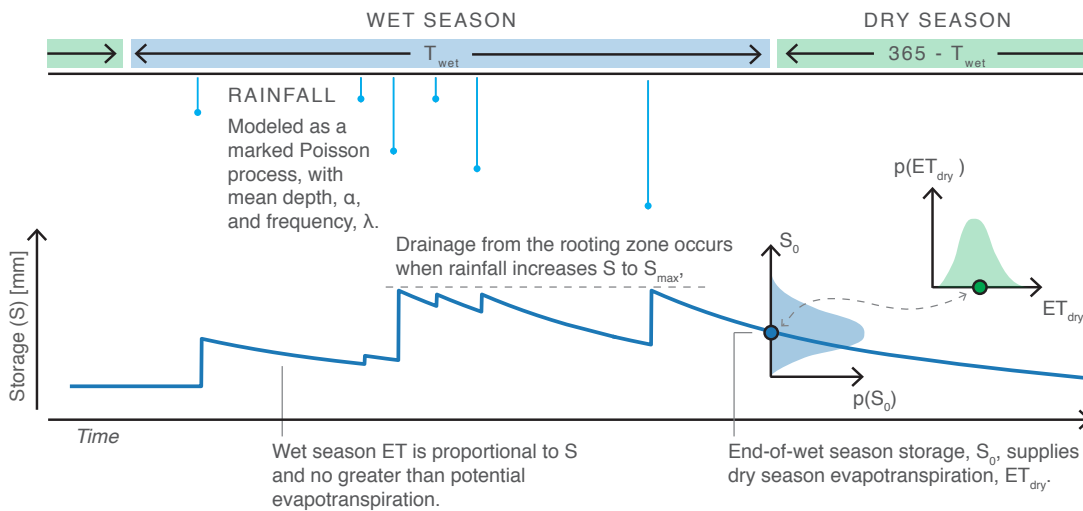 WET SEASON
DRY SEASON
T_wet
365 - T_wet
RAINFALL
Modeled as a
marked Poisson
process, with
mean depth, α,
and frequency, λ.
p(ET_dry)
Drainage from the rooting zone occurs
when rainfall increases S to S_max,
S_0
ET_dry
Storage (S) [mm]
p(S_0)
Time
Wet season ET is proportional to S
and no greater than potential
evapotranspiration.
End-of-wet season storage, S_0, supplies
dry season evapotranspiration, ET_dry.